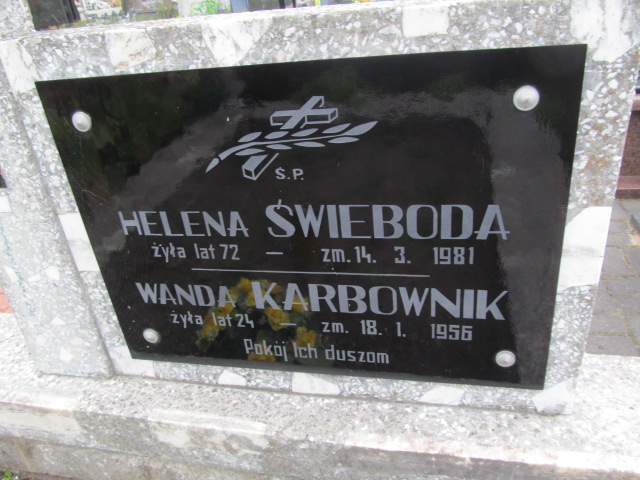 Ś.P.
HELENA ŚWIEBODA
żyła lat 72 — zm. 14. 3. 1981
WANDA KARBOWNIK
żyła lat 24 — zm. 18. 1. 1956
Pokój Ich duszom